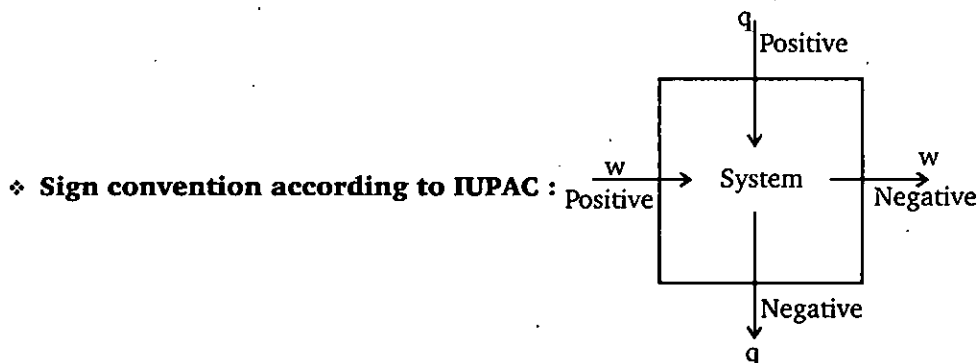 q
Positive
❖ Sign convention according to IUPAC :
w
Positive
System
w
Negative
Negative
q